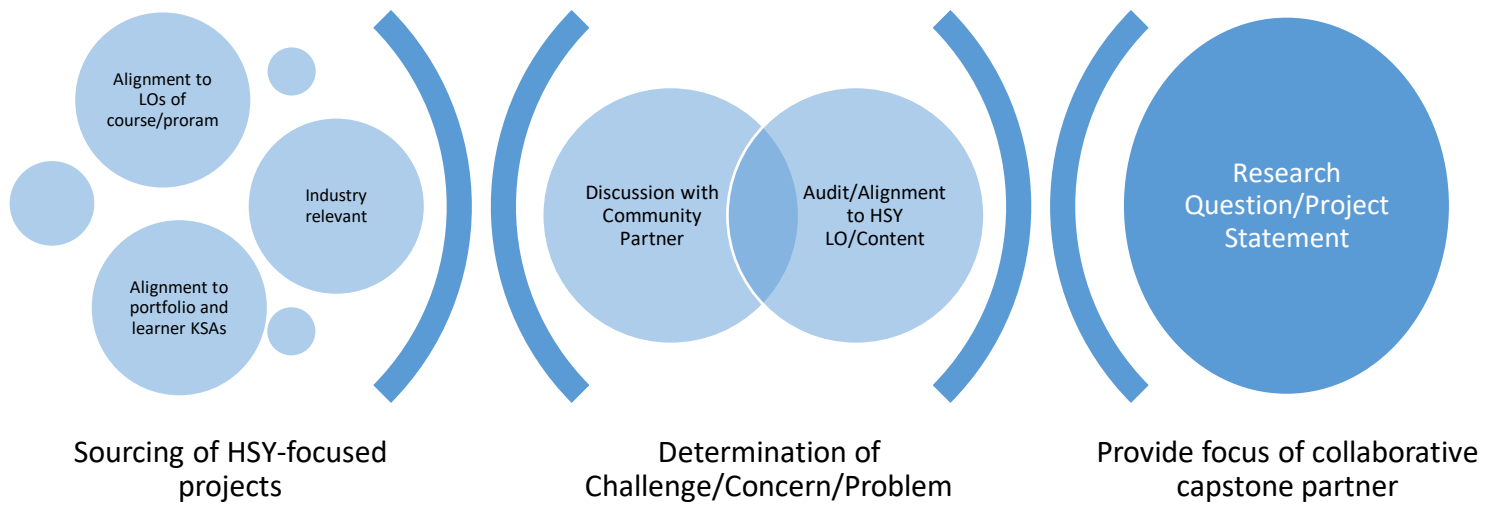 Alignment to
LOs of
course/proram
Industry
relevant
Alignment to
portfolio and
learner KSAs
Sourcing of HSY-focused
projects
Discussion with
Community
Partner
Audit/Alignment
to HSY
LO/Content
Determination of
Challenge/Concern/Problem
Research
Question/Project
Statement
Provide focus of collaborative
capstone partner